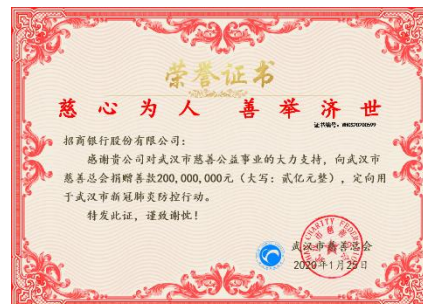 荣誉证书
慈心为人 善举济世
招商银行股份有限公司：
感谢贵公司对武汉市慈善公益事业的大力支持，向武汉市
慈善总会捐赠善款200,000,000元（大写：贰亿元整），定向用
于武汉市新冠肺炎防控行动。
特发此证，谨致谢忱！
武汉市慈善总会
2020年1月25日